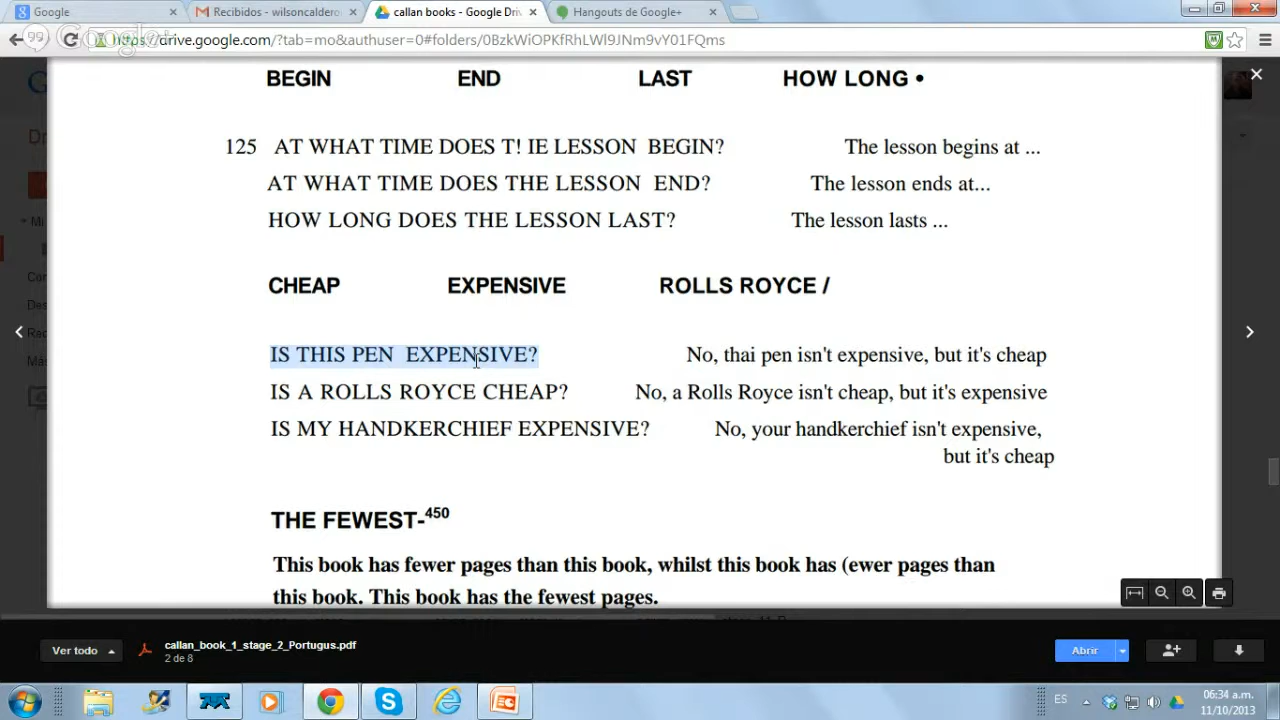 Google
Recibidos - wilsoncaldero
callan books - Google Dri
Hangouts de Google+
drive.google.com/?tab=mo&authuser=0#folders/0BzkWiOPKfRhLWl9JNm9vY01FQms
BEGIN END LAST HOW LONG •
125 AT WHAT TIME DOES T! IE LESSON BEGIN? The lesson begins at ...
AT WHAT TIME DOES THE LESSON END? The lesson ends at...
HOW LONG DOES THE LESSON LAST? The lesson lasts ...
CHEAP EXPENSIVE ROLLS ROYCE /
IS THIS PEN EXPENSIVE? No, thai pen isn't expensive, but it's cheap
IS A ROLLS ROYCE CHEAP? No, a Rolls Royce isn't cheap, but it's expensive
IS MY HANDKERCHIEF EXPENSIVE? No, your handkerchief isn't expensive,
but it's cheap
THE FEWEST-450
This book has fewer pages than this book, whilst this book has (ewer pages than
this book. This book has the fewest pages.
Ver todo
callan_book_1_stage_2_Portugus.pdf
2 de 8
Abrir
ES
06:34 a.m.
11/10/2013